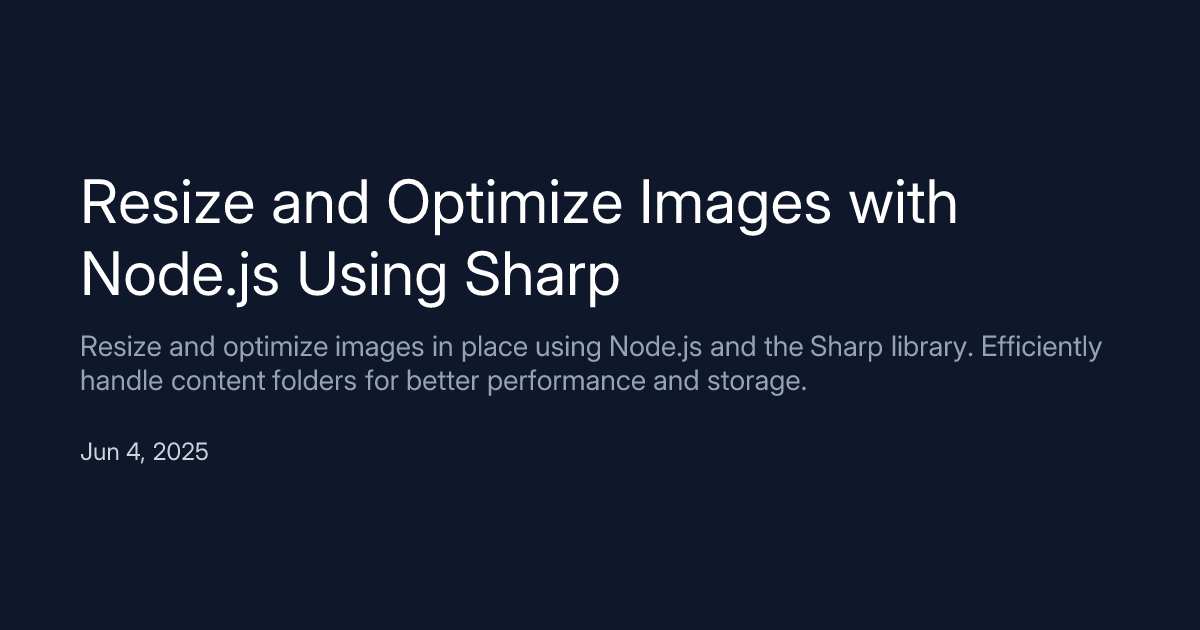 Resize and Optimize Images with
Node.js Using Sharp
Resize and optimize images in place using Node.js and the Sharp library. Efficiently
handle content folders for better performance and storage.
Jun 4, 2025